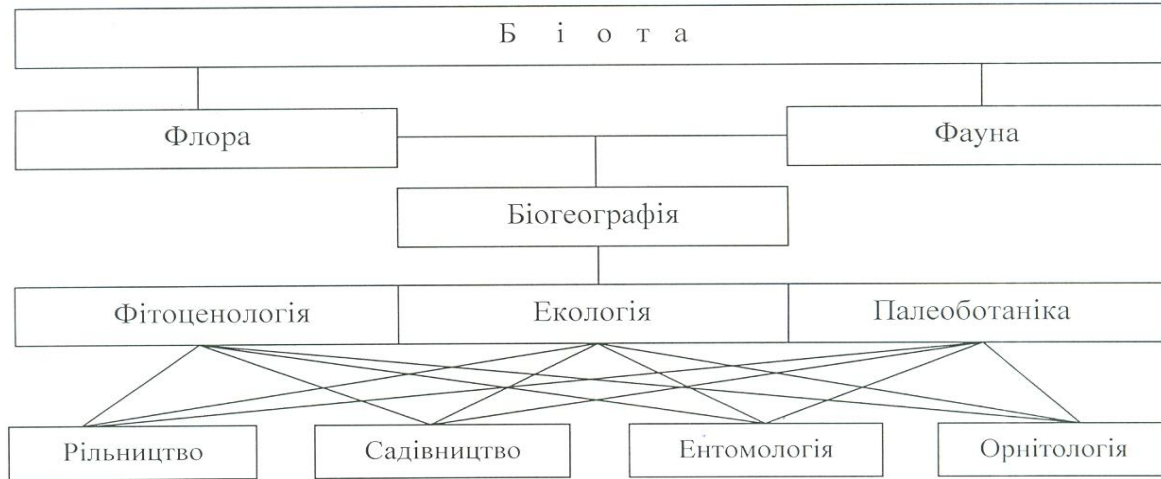 Б і о т а
Флора Фауна
Біогеографія
Фітоценологія Екологія Палеоботаніка
Рільництво Садівництво Ентомологія Орнітологія